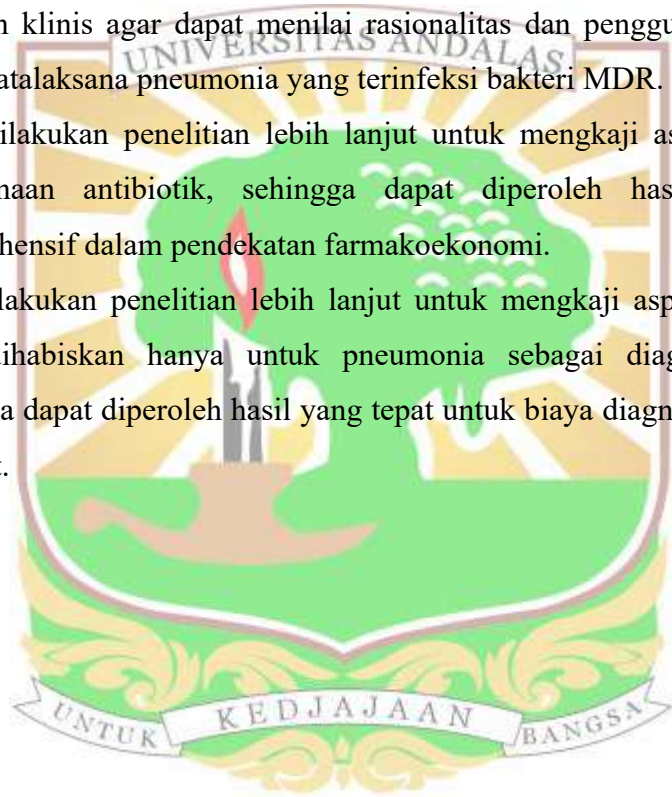 n klinis agar dapat menilai rasionalitas dan penggu
UNIVERSITAS ANDALAS
atalaksana pneumonia yang terinfeksi bakteri MDR.
ilakukan penelitian lebih lanjut untuk mengkaji as
naan antibiotik, sehingga dapat diperoleh has
hensif dalam pendekatan farmakoekonomi.
lakukan penelitian lebih lanjut untuk mengkaji asp
dihabiskan hanya untuk pneumonia sebagai diag
a dapat diperoleh hasil yang tepat untuk biaya diagn
.
UNTUK KEDJAJAAN BANGSA